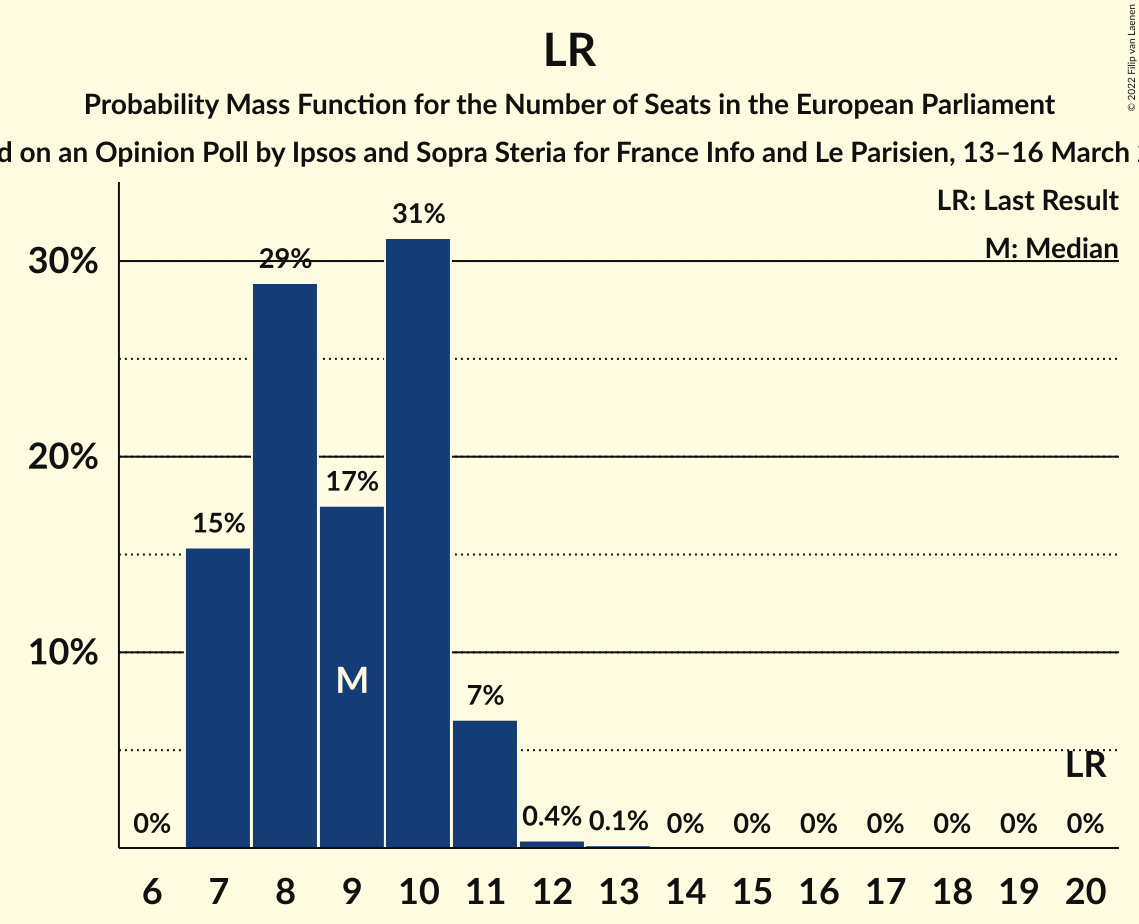 LR
Probability Mass Function for the Number of Seats in the European Parliament
on an Opinion Poll by Ipsos and Sopra Steria for France Info and Le Parisien, 13–16 March
© 2022 Filip van Laenen
LR: Last Result
M: Median
31%
30%
29%
20%
17%
15%
10%
M
7%
LR
0%
0.4%
0.1%
0%
0%
0%
0%
0%
0%
0%
6 7 8 9 10 11 12 13 14 15 16 17 18 19 20